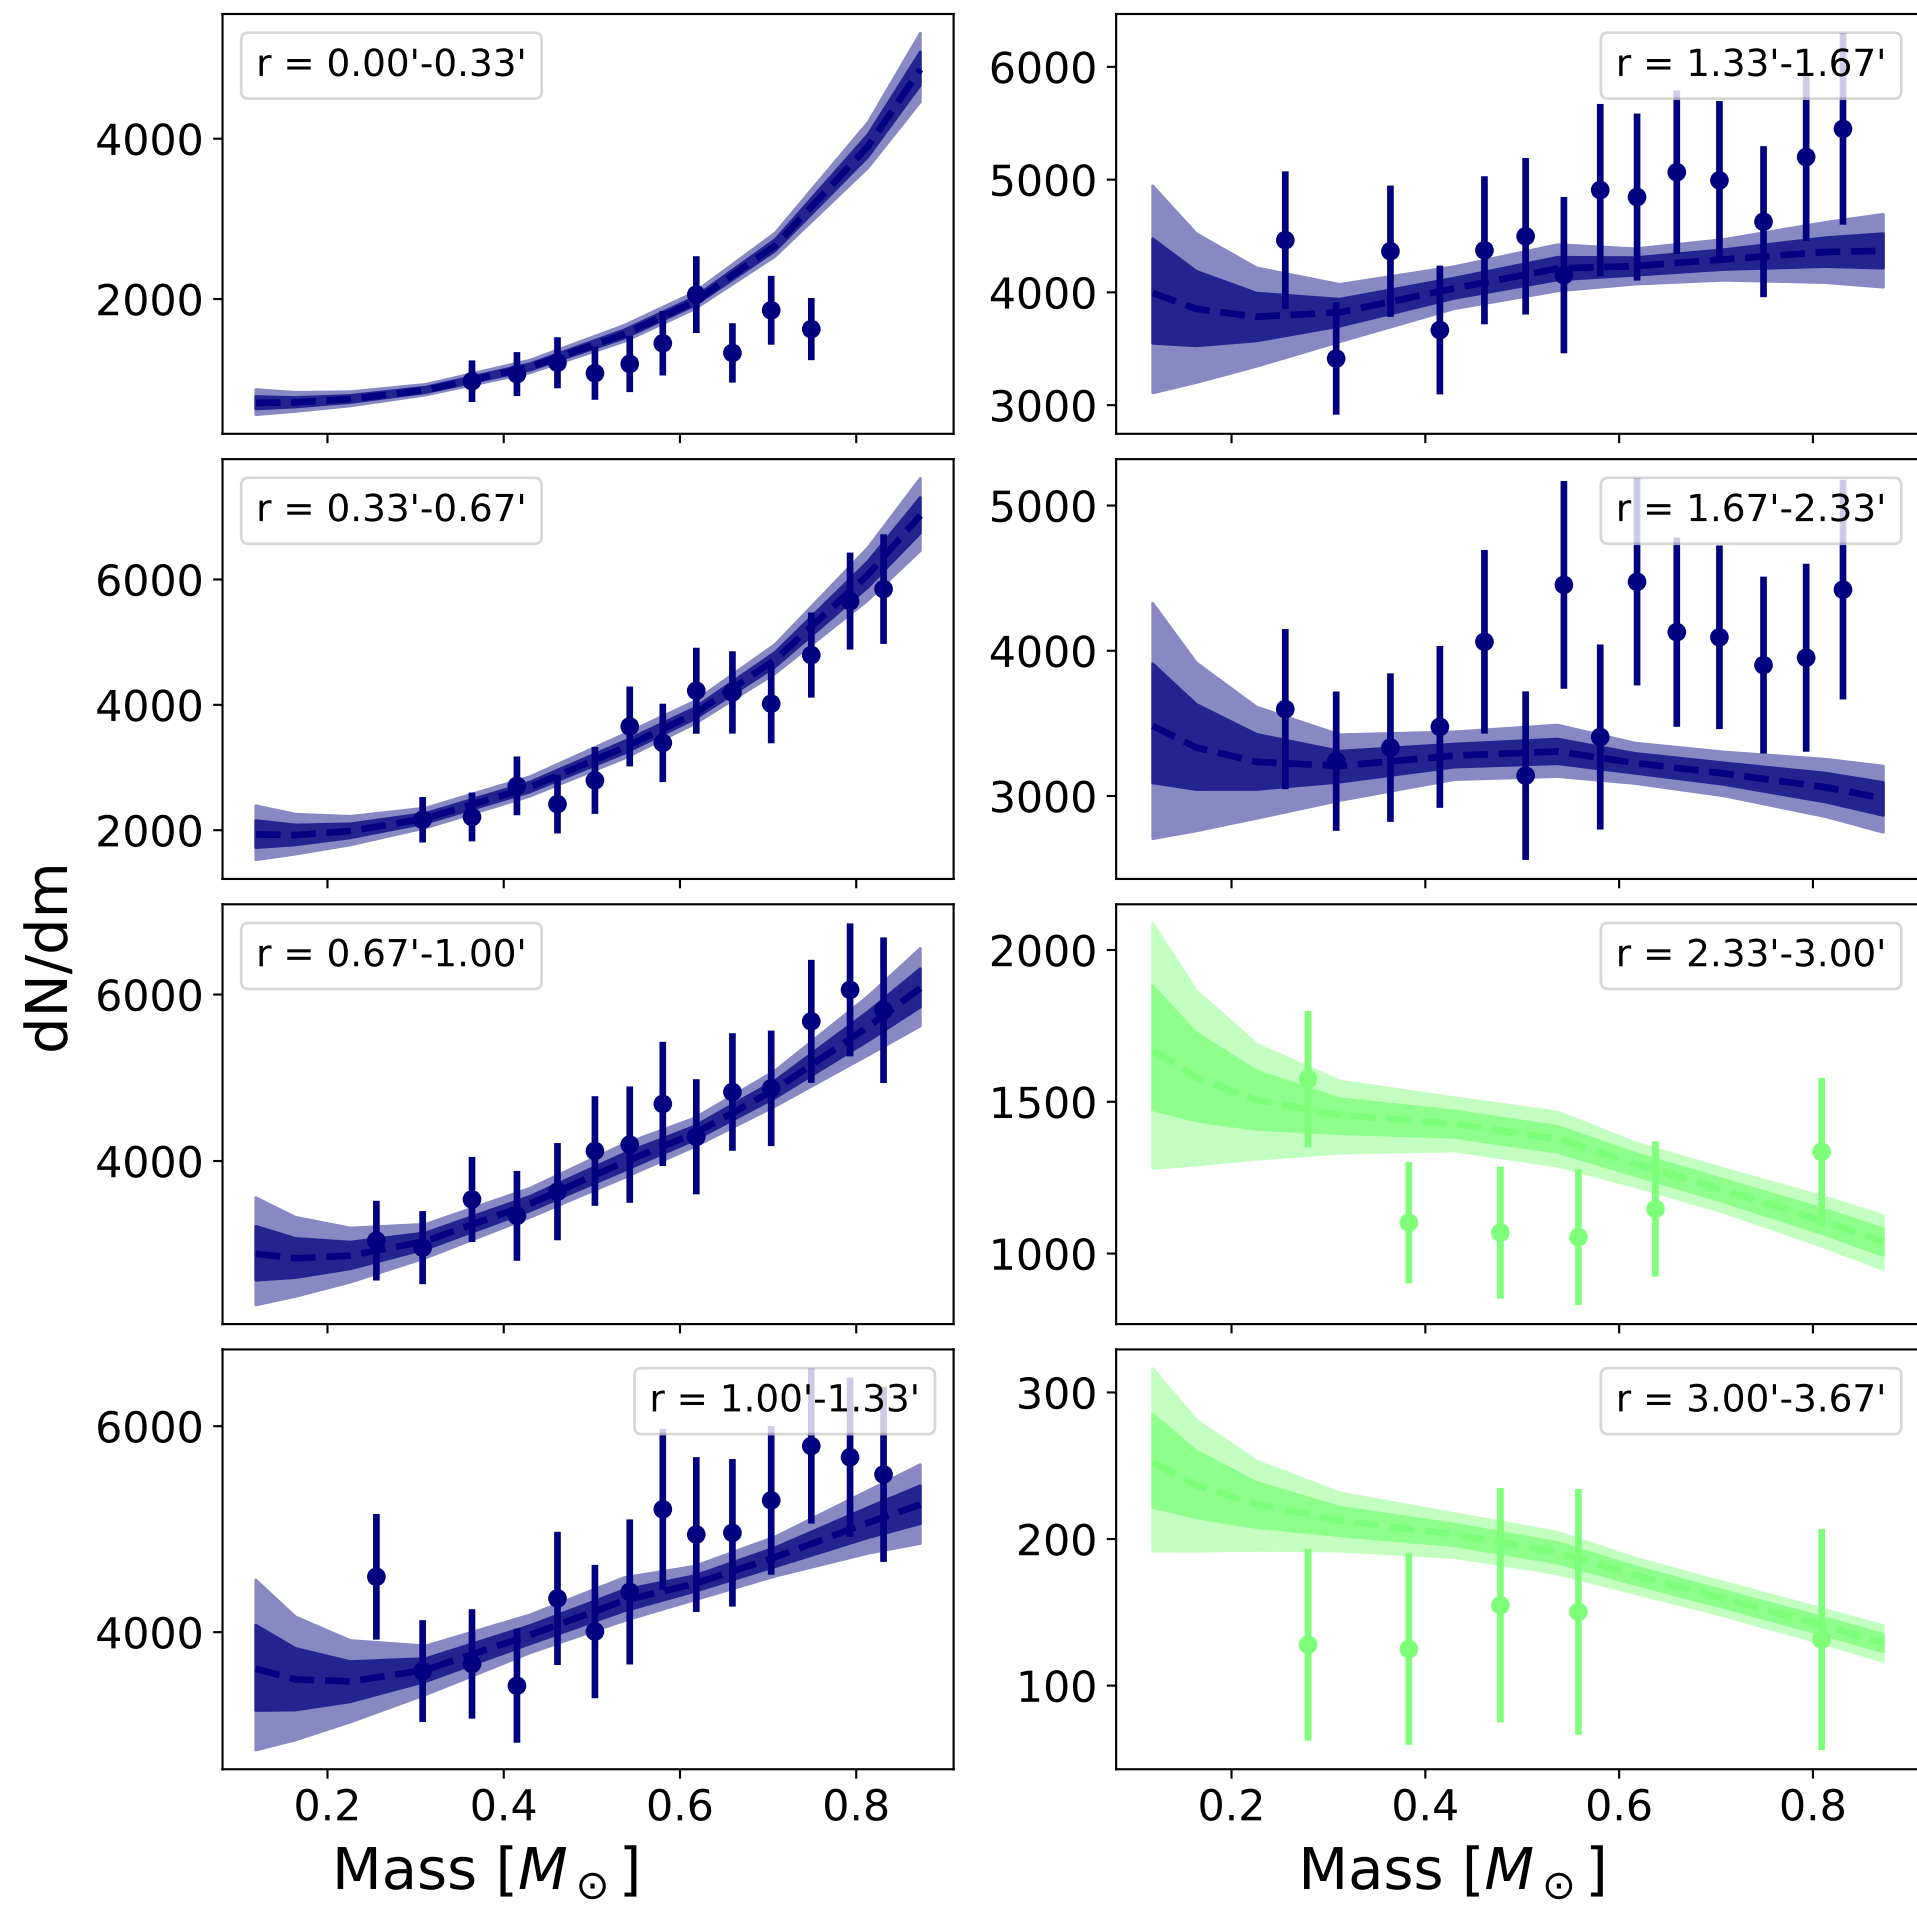 dN/dm
r = 0.00'-0.33'
4000
2000
r = 0.33'-0.67'
6000
4000
2000
r = 0.67'-1.00'
6000
4000
r = 1.00'-1.33'
6000
4000
0.2 0.4 0.6 0.8
Mass [M⊙]
r = 1.33'-1.67'
6000
5000
4000
3000
r = 1.67'-2.33'
5000
4000
3000
r = 2.33'-3.00'
2000
1500
1000
r = 3.00'-3.67'
300
200
100
0.2 0.4 0.6 0.8
Mass [M⊙]